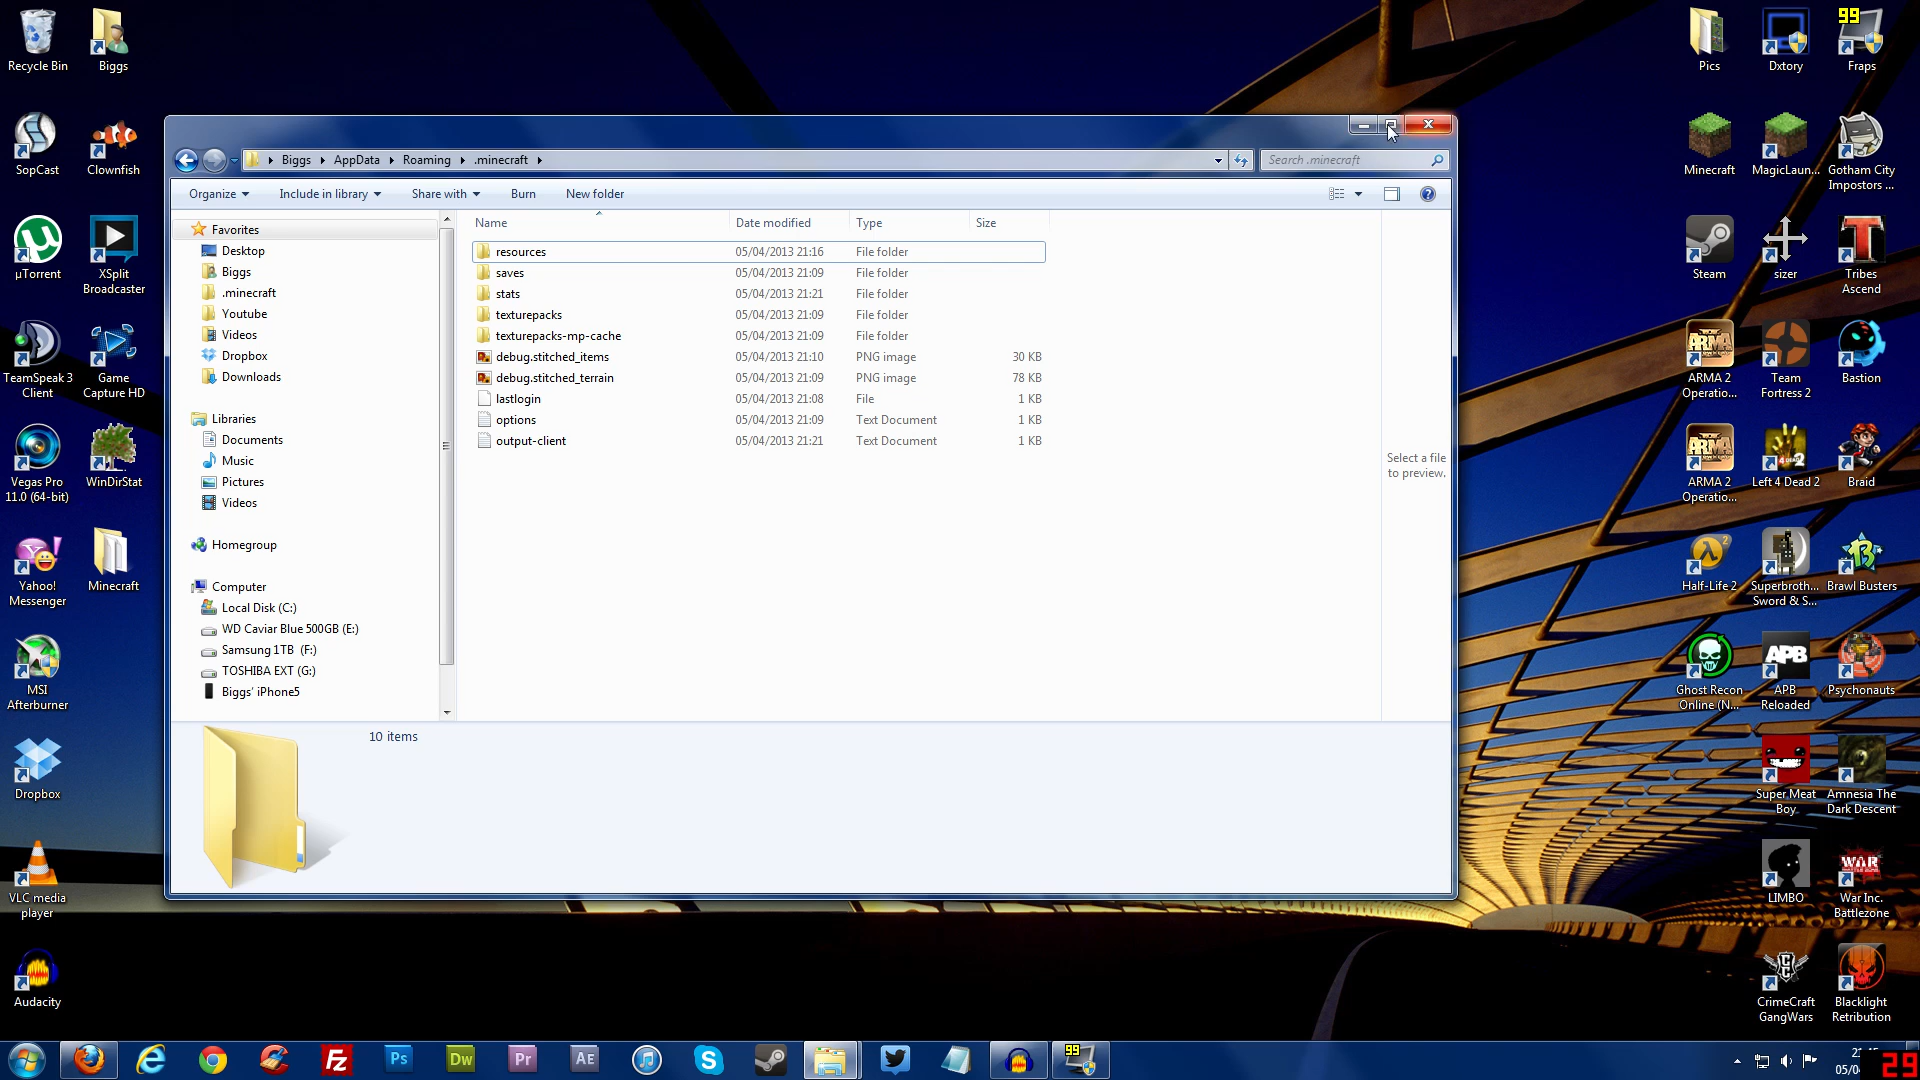 Recycle Bin
Biggs
SopCast
Clownfish
µTorrent
XSplit
Broadcaster
TeamSpeak 3
Client
Game
Capture HD
Vegas Pro
11.0 (64-bit)
WinDirStat
Yahoo!
Messenger
Minecraft
MSI
Afterburner
Dropbox
VLC media
player
Audacity
Biggs
AppData
Roaming
.minecraft
Search .minecraft
Organize
Include in library
Share with
Burn
New folder
Favorites
Desktop
Biggs
.minecraft
Youtube
Videos
Dropbox
Downloads
Libraries
Documents
Music
Pictures
Videos
Homegroup
Computer
Local Disk (C:)
WD Caviar Blue 500GB (E:)
Samsung 1TB (F:)
TOSHIBA EXT (G:)
Biggs' iPhone5
Name Date modified Type Size
resources 05/04/2013 21:16 File folder
saves 05/04/2013 21:09 File folder
stats 05/04/2013 21:21 File folder
texturepacks 05/04/2013 21:09 File folder
texturepacks-mp-cache 05/04/2013 21:09 File folder
debug.stitched_items 05/04/2013 21:10 PNG image 30 KB
debug.stitched_terrain 05/04/2013 21:09 PNG image 78 KB
lastlogin 05/04/2013 21:08 File 1 KB
options 05/04/2013 21:09 Text Document 1 KB
output-client 05/04/2013 21:21 Text Document 1 KB
Select a file
to preview.
10 items
Pics
Dxtory
99
Fraps
Minecraft
MagicLaun...
Gotham City
Impostors ...
Steam
sizer
Tribes
Ascend
ARMA 2
Operatio...
Team
Fortress 2
Bastion
ARMA 2
Operatio...
Left 4 Dead 2
Braid
Half-Life 2
Superbroth...
Sword & S...
Brawl Busters
Ghost Recon
Online (N...
APB
APB
Reloaded
Psychonauts
Super Meat
Boy
Amnesia The
Dark Descent
LIMBO
WAR
War Inc.
Battlezone
CrimeCraft
GangWars
Blacklight
Retribution
Fz
Ps
Dw
Pr
AE
99
29